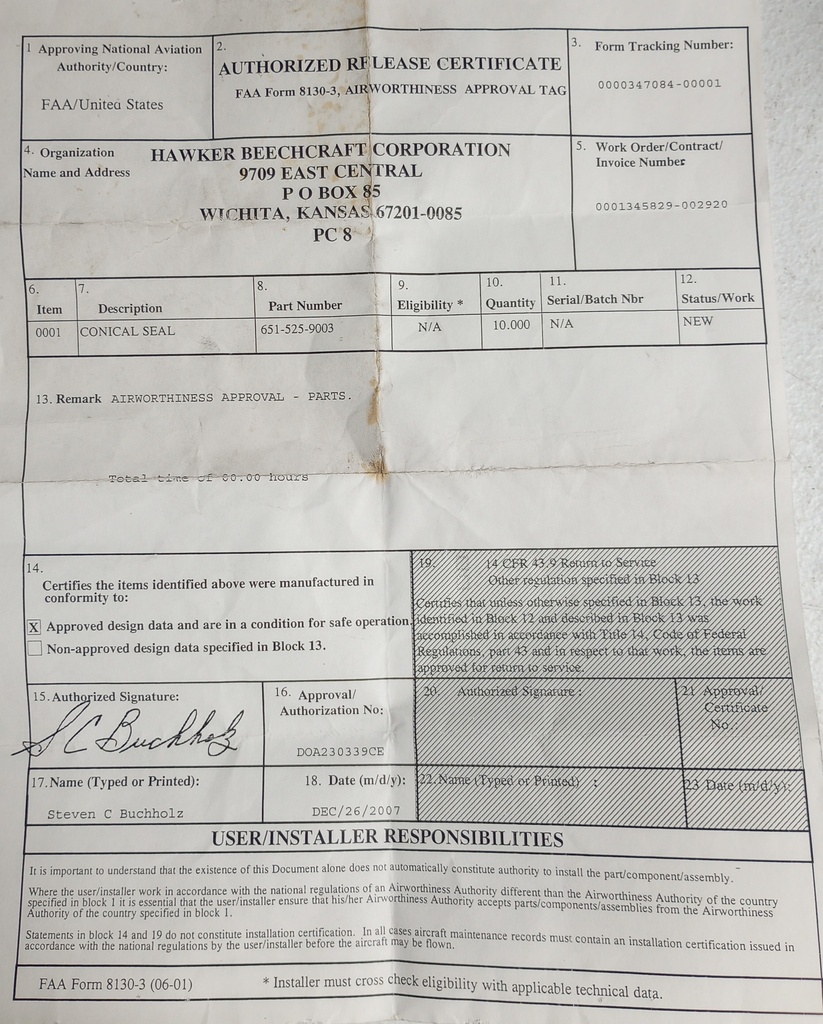 1 Approving National Aviation
Authority/Country:
FAA/United States
2.
AUTHORIZED RELEASE CERTIFICATE
FAA Form 8130-3, AIRWORTHINESS APPROVAL TAG
3. Form Tracking Number:
0000347084-00001
4. Organization
Name and Address
HAWKER BEECHCRAFT CORPORATION
9709 EAST CENTRAL
P O BOX 85
WICHITA, KANSAS 67201-0085
PC 8
5. Work Order/Contract/
Invoice Number
0001345829-002920
6. 7. 8. 9. 10. 11. 12.
Item Description Part Number Eligibility * Quantity Serial/Batch Nbr Status/Work
0001 CONICAL SEAL 651-525-9003 N/A 10.000 N/A NEW
13. Remark AIRWORTHINESS APPROVAL - PARTS.
Total time of 00.00 hours
14.
Certifies the items identified above were manufactured in
conformity to:
X Approved design data and are in a condition for safe operation.
Non-approved design data specified in Block 13.
19. 14 CFR 43.9 Return to Service
Other regulation specified in Block 13
Certifies that unless otherwise specified in Block 13, the work
identified in Block 12 and described in Block 13 was
accomplished in accordance with Title 14, Code of Federal
Regulations, part 43 and in respect to that work, the items are
approved for return to service.
15. Authorized Signature:
S C Buchholz
16. Approval/
Authorization No:
DOA230339CE
20. Authorized Signature :
21 Approval/
Certificate
No.
17. Name (Typed or Printed):
Steven C Buchholz
18. Date (m/d/y):
DEC/26/2007
22. Name (Typed or Printed) :
23 Date (m/d/y):
USER/INSTALLER RESPONSIBILITIES
It is important to understand that the existence of this Document alone does not automatically constitute authority to install the part/component/assembly.
Where the user/installer work in accordance with the national regulations of an Airworthiness Authority different than the Airworthiness Authority of the country
specified in block 1 it is essential that the user/installer ensure that his/her Airworthiness Authority accepts parts/components/assemblies from the Airworthiness
Authority of the country specified in block 1.
Statements in block 14 and 19 do not constitute installation certification. In all cases aircraft maintenance records must contain an installation certification issued in
accordance with the national regulations by the user/installer before the aircraft may be flown.
FAA Form 8130-3 (06-01) * Installer must cross check eligibility with applicable technical data.